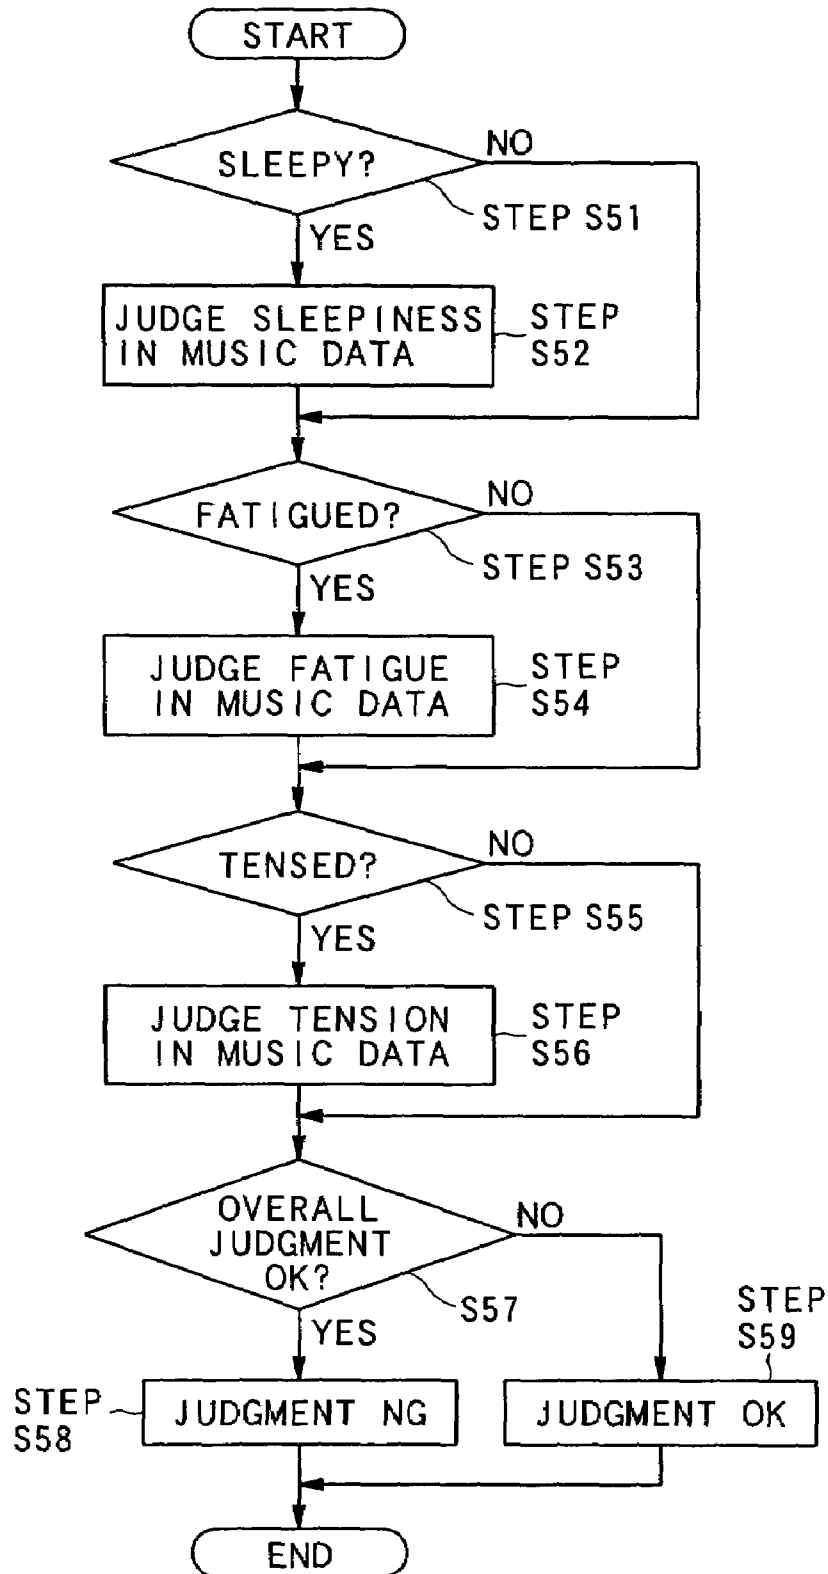 START
SLEEPY?
NO
STEP S51
YES
JUDGE SLEEPINESS
IN MUSIC DATA
STEP
S52
FATIGUED?
NO
STEP S53
YES
JUDGE FATIGUE
IN MUSIC DATA
STEP
S54
TENSED?
NO
STEP S55
YES
JUDGE TENSION
IN MUSIC DATA
STEP
S56
OVERALL
JUDGMENT
OK?
NO
S57
YES
STEP
S59
STEP
S58
JUDGMENT NG
JUDGMENT OK
END